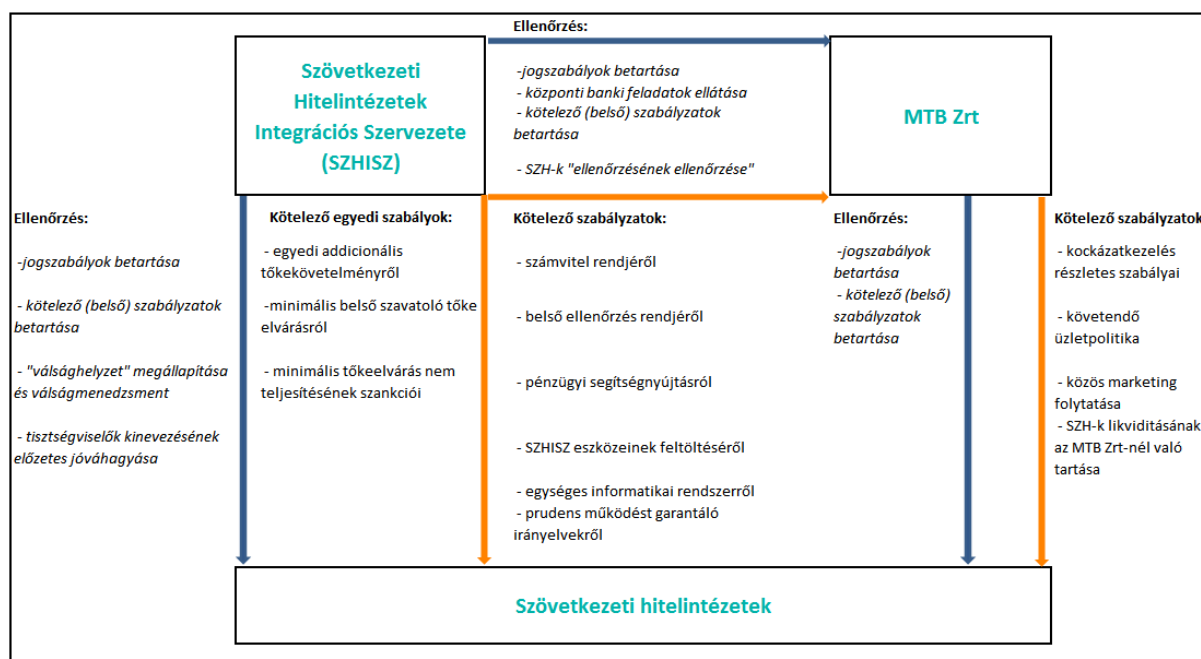 Ellenőrzés:
Szövetkezeti
Hitelintézetek
Integrációs Szervezete
(SZHISZ)
-jogszabályok betartása
- központi banki feladatok ellátása
- kötelező (belső) szabályzatok
betartása
- SZH-k "ellenőrzésének ellenőrzése"
MTB Zrt
Ellenőrzés:
-jogszabályok betartása
- kötelező (belső) szabályzatok
betartása
- "válsághelyzet" megállapítása
és válságmenedzsment
- tisztségviselők kinevezésének
előzetes jóváhagyása
Kötelező egyedi szabályok:
- egyedi addicionális
tőkekövetelményről
-minimális belső szavatoló tőke
elvárásról
- minimális tőkeelvárás nem
teljesítésének szankciói
Kötelező szabályzatok:
- számvitel rendjéről
- belső ellenőrzés rendjéről
- pénzügyi segítségnyújtásról
- SZHISZ eszközeinek feltöltéséről
- egységes informatikai rendszerről
- prudens működést garantáló
irányelvekről
Ellenőrzés:
-jogszabályok
betartása
- kötelező (belső)
szabályzatok
betartása
Kötelező szabályzatok:
- kockázatkezelés
részletes szabályai
- követendő
üzletpolitika
- közös marketing
folytatása
- SZH-k likviditásának
az MTB Zrt-nél való
tartása
Szövetkezeti hitelintézetek